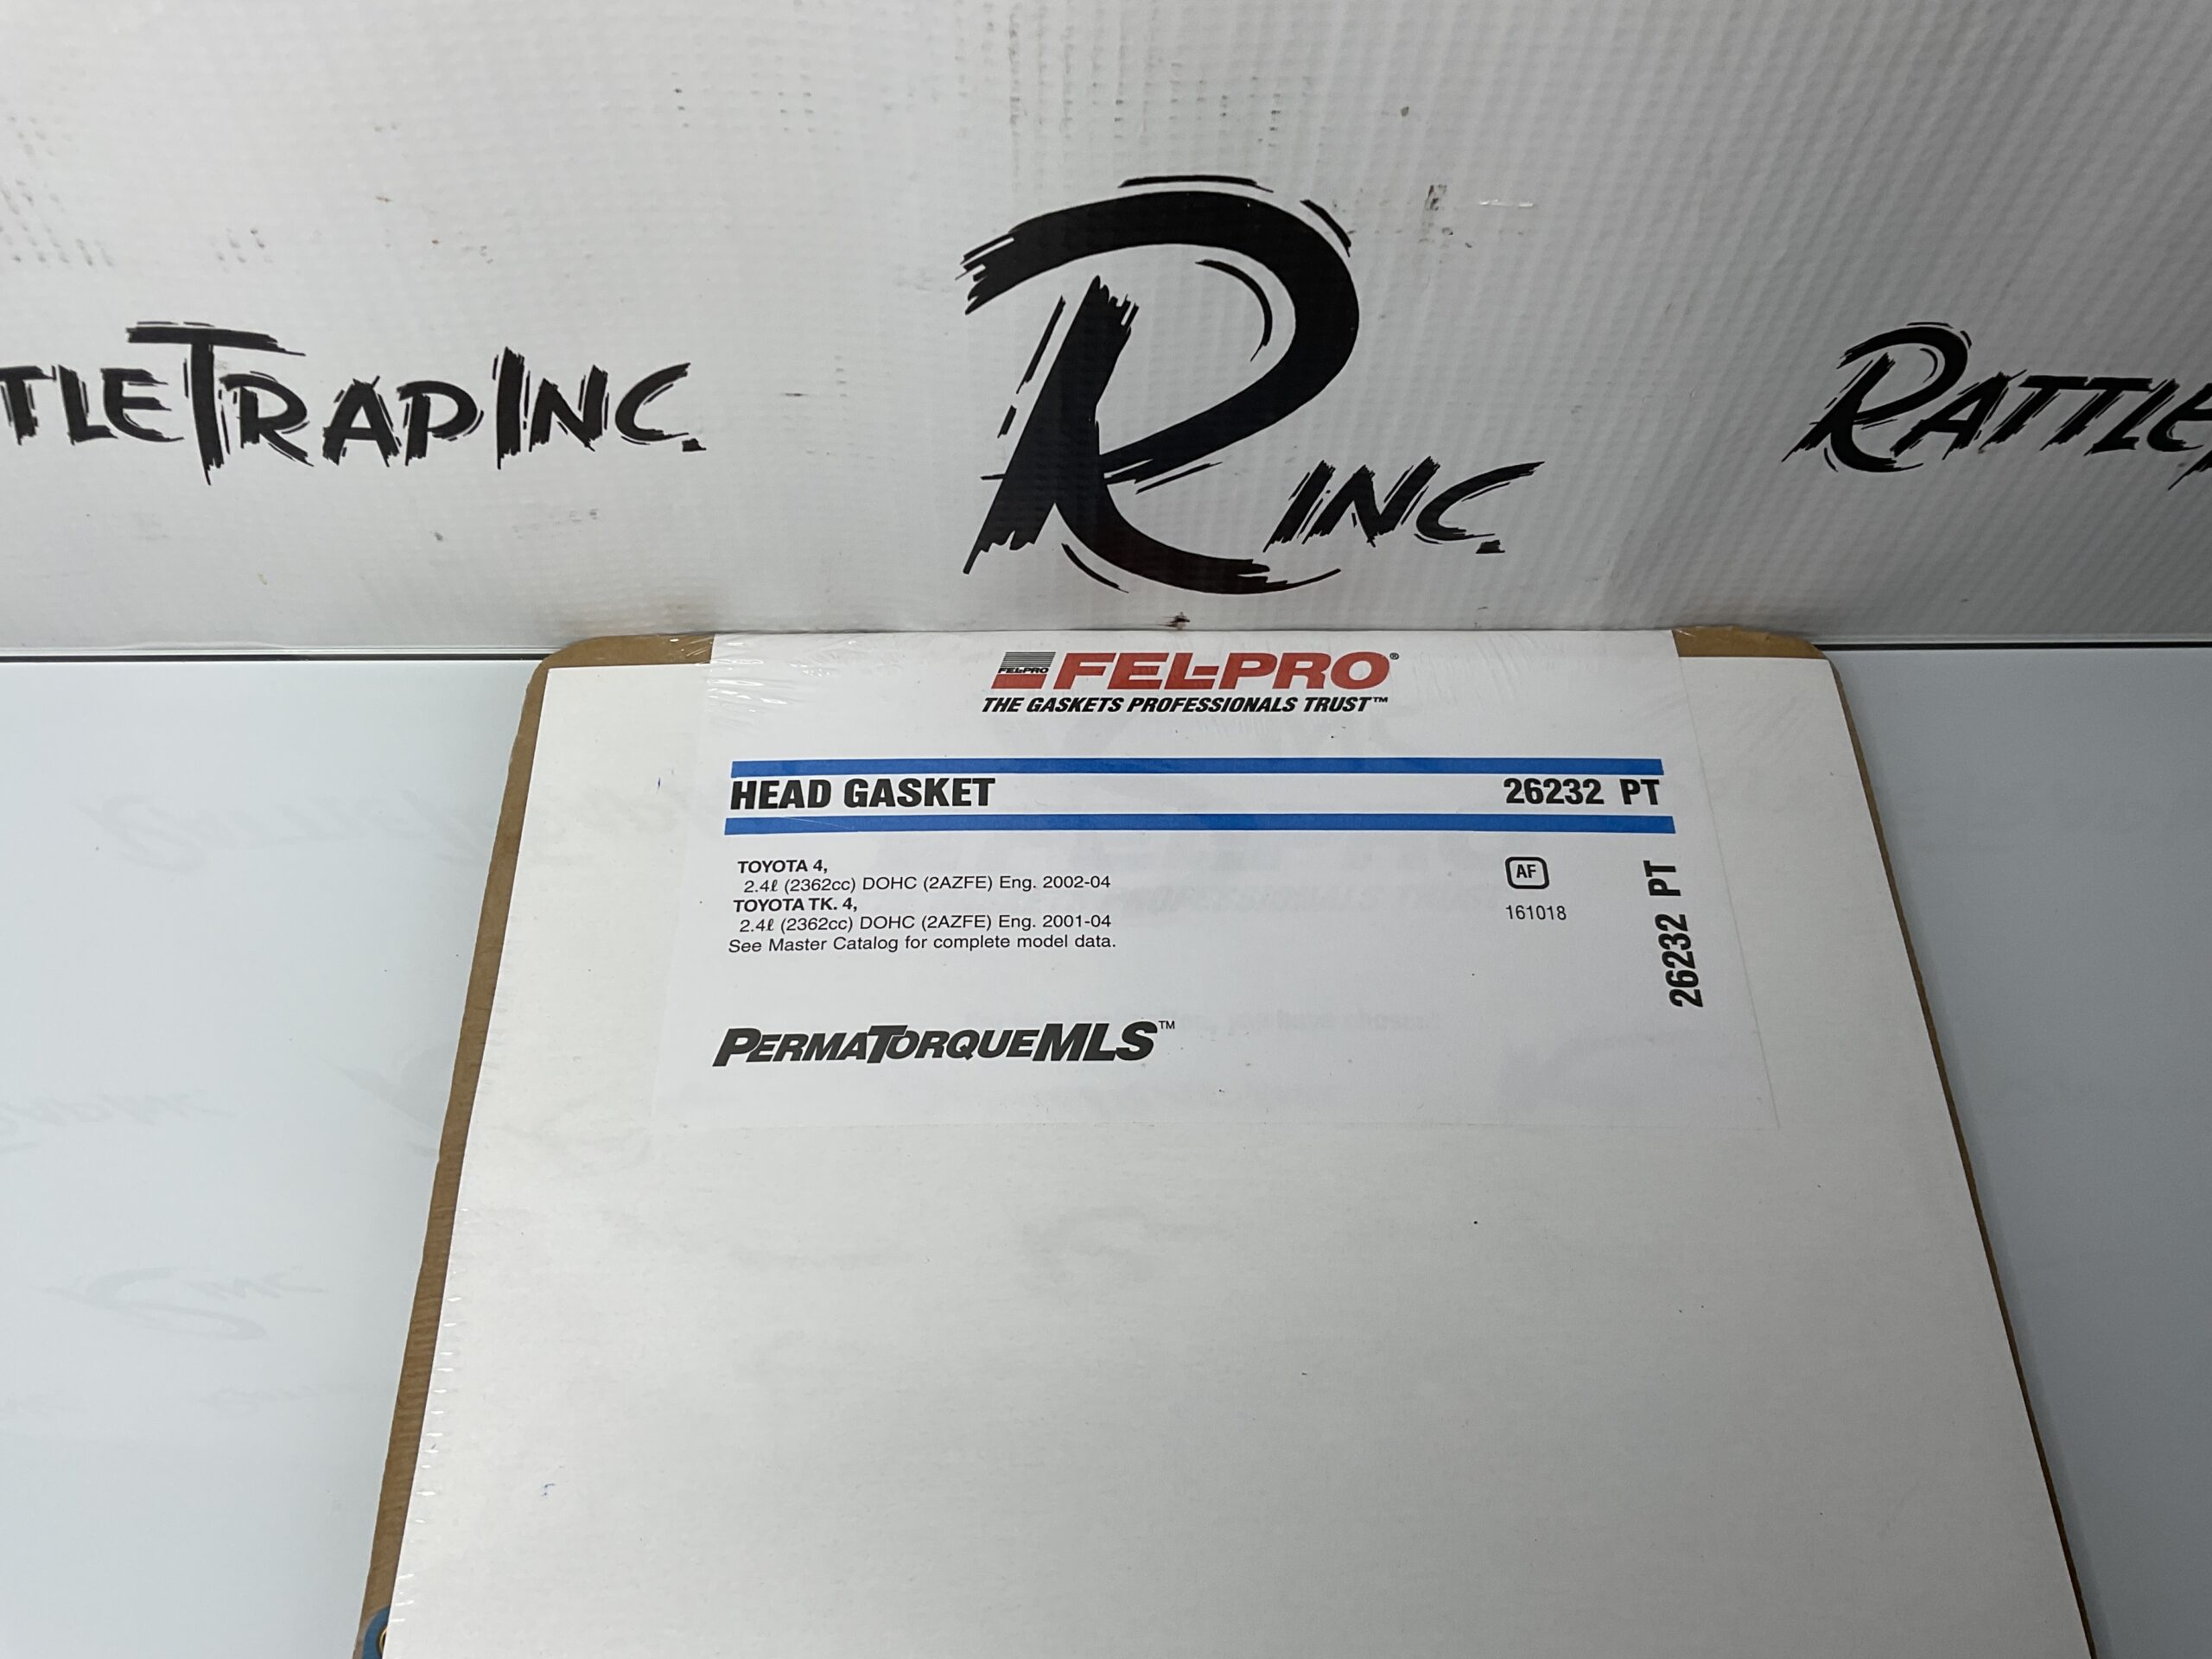 TLETRAPINC.
R INC.
RATTLE
FEL-PRO
FEL-PRO®
THE GASKETS PROFESSIONALS TRUST™
HEAD GASKET 26232 PT
TOYOTA 4,
2.4ℓ (2362cc) DOHC (2AZFE) Eng. 2002-04
TOYOTA TK. 4,
2.4ℓ (2362cc) DOHC (2AZFE) Eng. 2001-04
See Master Catalog for complete model data.
AF
161018
26232 PT
PERMATORQUEMLS™